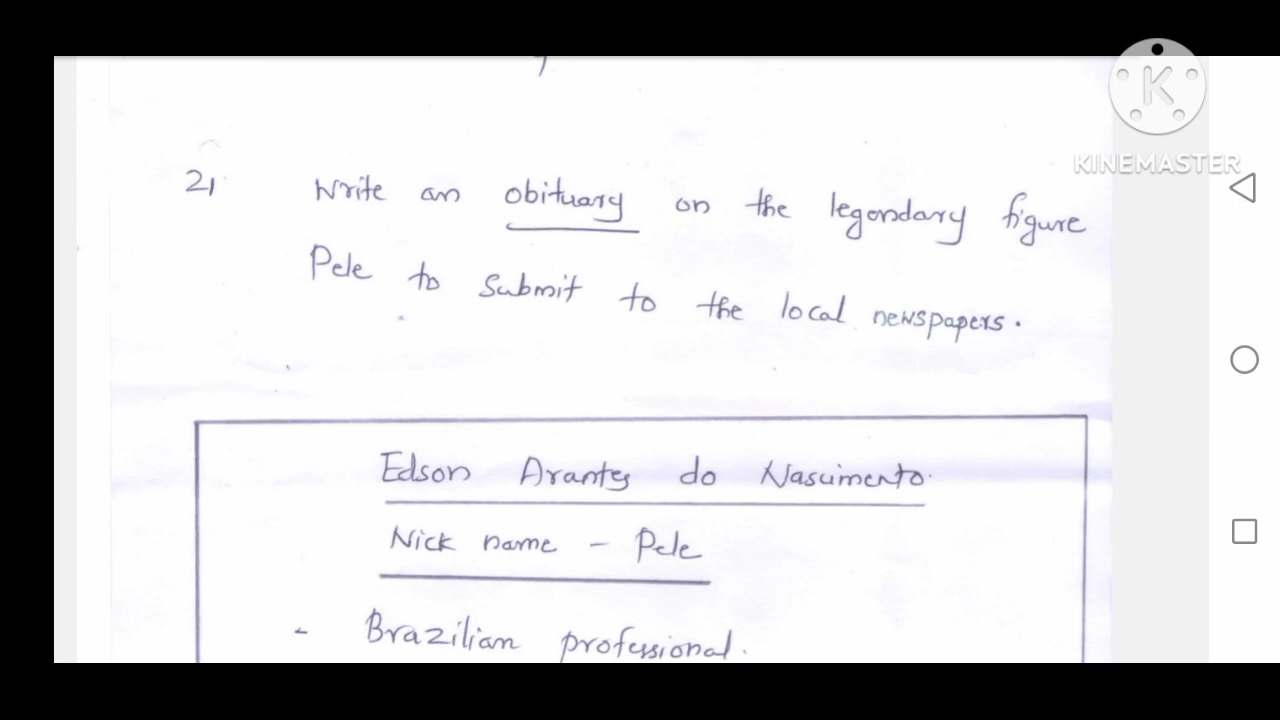 K
KINEMASTER
21 Write an obituary on the legendary figure
Pele to submit to the local newspapers.
Edson Arantes do Nascimento.
Nick name - Pele
- Brazilian professional.